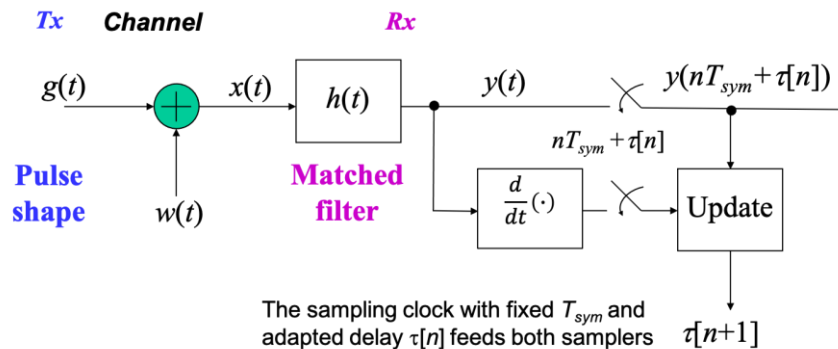 Tx Channel Rx
g(t) x(t) h(t) y(t) y(nT_sym + τ[n])
nT_sym + τ[n]
Pulse
shape
w(t)
Matched
filter
d/dt (·)
Update
The sampling clock with fixed T_sym and
adapted delay τ[n] feeds both samplers
τ[n+1]